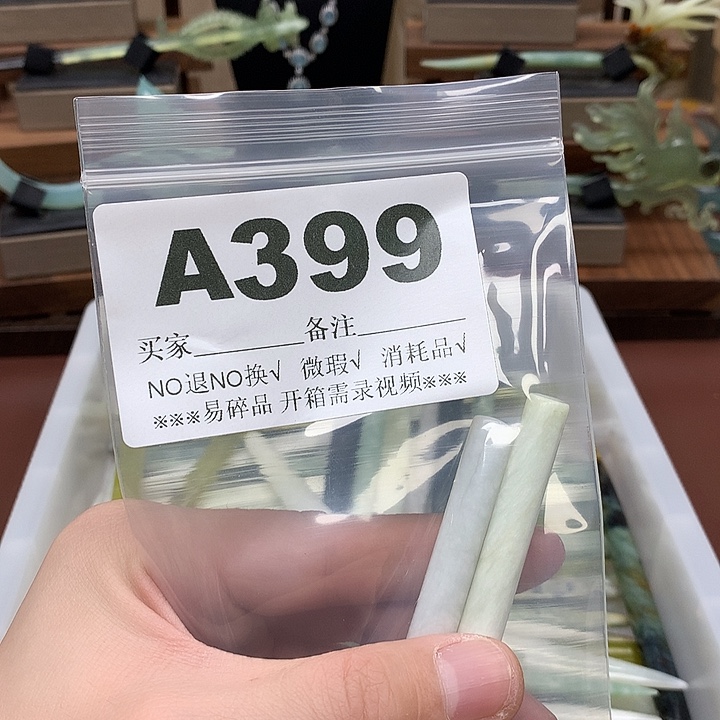 A399
买家________备注________
NO退NO换√ 微瑕√ 消耗品√
※※※易碎品 开箱需录视频※※※